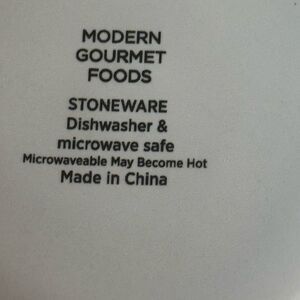 MODERN
GOURMET
FOODS
STONEWARE
Dishwasher &
microwave safe
Microwaveable May Become Hot
Made in China